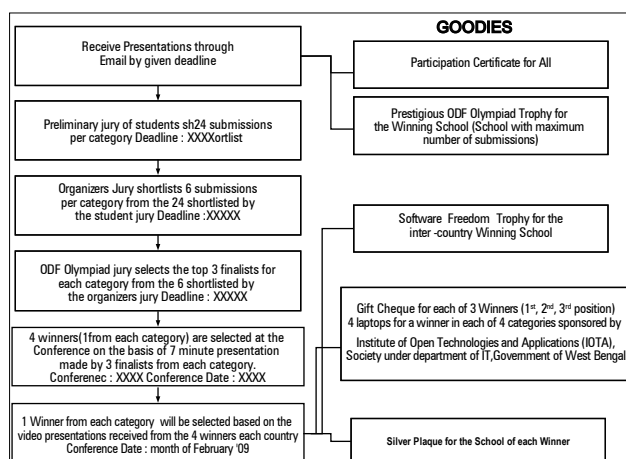 GOODIES
Receive Presentations through
Email by given deadline
Participation Certificate for All
Preliminary jury of students sh24 submissions
per category Deadline : XXXXortlist
Prestigious ODF Olympiad Trophy for
the Winning School (School with maximum
number of submissions)
Organizers Jury shortlists 6 submissions
per category from the 24 shortlisted by
the student jury Deadline :XXXXX
Software Freedom Trophy for the
inter -country Winning School
ODF Olympiad jury selects the top 3 finalists for
each category from the 6 shortlisted by
the organizers jury Deadline : XXXXX
Gift Cheque for each of 3 Winners (1st, 2nd, 3rd position)
4 laptops for a winner in each of 4 categories sponsored by
Institute of Open Technologies and Applications (IOTA),
Society under department of IT,Government of West Bengal
4 winners(1from each category) are selected at the
Conference on the basis of 7 minute presentation
made by 3 finalists from each category.
Conferenec : XXXX Conference Date : XXXX
1 Winner from each category will be selected based on the
video presentations received from the 4 winners each country
Conference Date : month of February '09
Silver Plaque for the School of each Winner